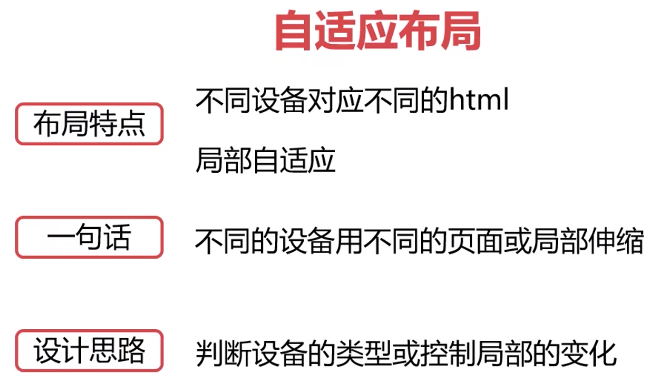 自适应布局
布局特点
不同设备对应不同的html
局部自适应
一句话
不同的设备用不同的页面或局部伸缩
设计思路
判断设备的类型或控制局部的变化